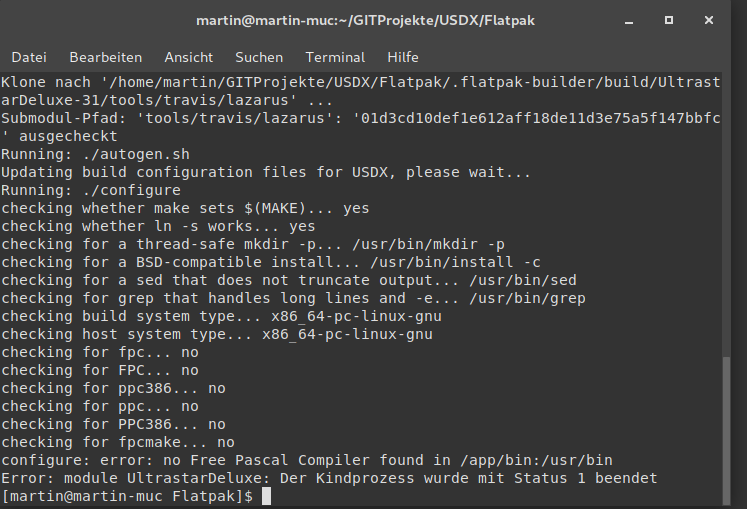 martin@martin-muc:~/GITProjekte/USDX/Flatpak
Datei Bearbeiten Ansicht Suchen Terminal Hilfe
Klone nach '/home/martin/GITProjekte/USDX/Flatpak/.flatpak-builder/build/Ultrast
arDeluxe-31/tools/travis/lazarus' ...
Submodul-Pfad: 'tools/travis/lazarus': '01d3cd10def1e612aff18de11d3e75a5f147bbfc
' ausgecheckt
Running: ./autogen.sh
Updating build configuration files for USDX, please wait...
Running: ./configure
checking whether make sets $(MAKE)... yes
checking whether ln -s works... yes
checking for a thread-safe mkdir -p... /usr/bin/mkdir -p
checking for a BSD-compatible install... /usr/bin/install -c
checking for a sed that does not truncate output... /usr/bin/sed
checking for grep that handles long lines and -e... /usr/bin/grep
checking build system type... x86_64-pc-linux-gnu
checking host system type... x86_64-pc-linux-gnu
checking for fpc... no
checking for FPC... no
checking for ppc386... no
checking for ppc... no
checking for PPC386... no
checking for fpcmake... no
configure: error: no Free Pascal Compiler found in /app/bin:/usr/bin
Error: module UltrastarDeluxe: Der Kindprozess wurde mit Status 1 beendet
[martin@martin-muc Flatpak]$